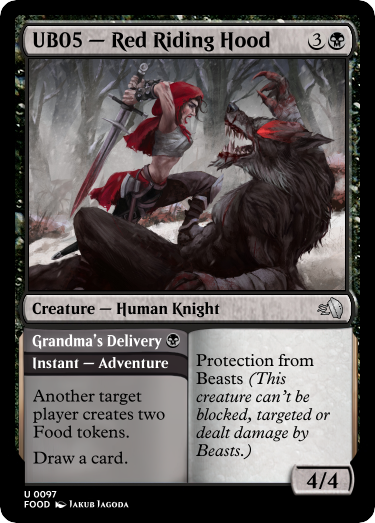 UB05 — Red Riding Hood 3
Creature — Human Knight
Grandma's Delivery
Instant — Adventure
Another target
player creates two
Food tokens.
Draw a card.
Protection from
Beasts (This
creature can't be
blocked, targeted or
dealt damage by
Beasts.)
4/4
U 0097
FOOD Jakub Jagoda